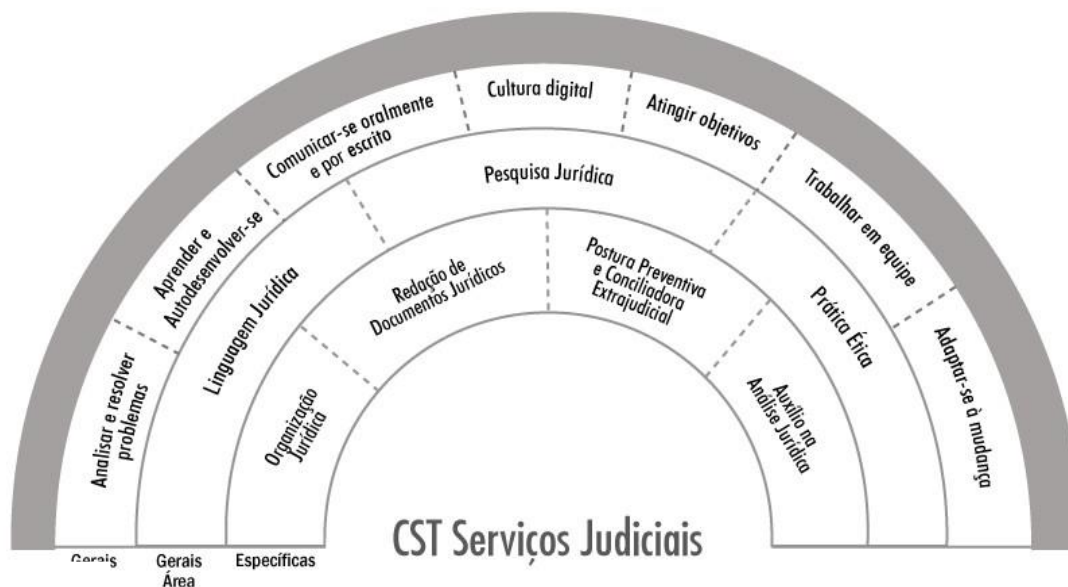 Analisar e resolver
problemas
Aprender e
Autodesenvolver-se
Comunicar-se oralmente
e por escrito
Cultura digital
Atingir objetivos
Trabalhar em equipe
Adaptar-se à mudança
Linguagem Jurídica
Pesquisa Jurídica
Prática Ética
Organização
Jurídica
Redação de
Documentos Jurídicos
Postura Preventiva
e Conciliadora
Extrajudicial
Auxílio na
Análise Jurídica
CST Serviços Judiciais
Gerais
Gerais
Área
Específicas